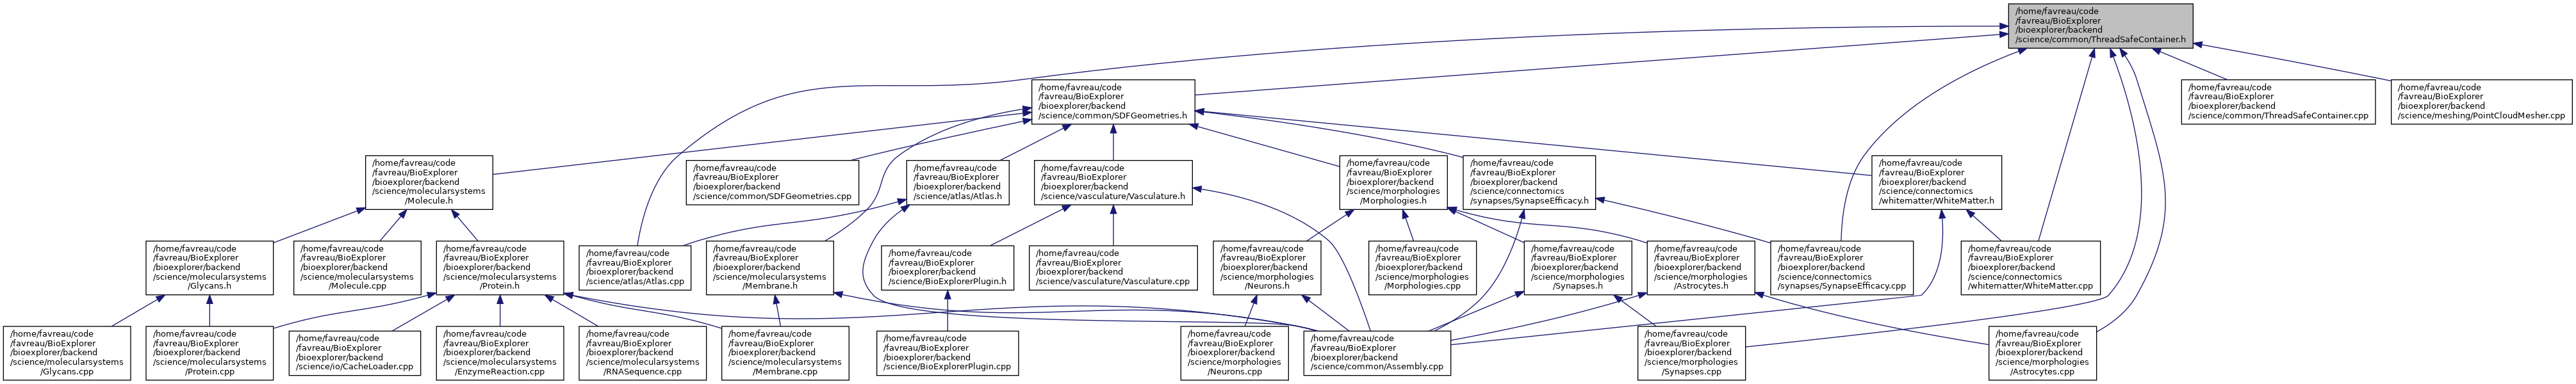 /home/favreau/code
/favreau/BioExplorer
/bioexplorer/backend
/science/common/ThreadSafeContainer.h
/home/favreau/code
/favreau/BioExplorer
/bioexplorer/backend
/science/common/SDFGeometries.h
/home/favreau/code
/favreau/BioExplorer
/bioexplorer/backend
/science/common/ThreadSafeContainer.cpp
/home/favreau/code
/favreau/BioExplorer
/bioexplorer/backend
/science/meshing/PointCloudMesher.cpp
/home/favreau/code
/favreau/BioExplorer
/bioexplorer/backend
/science/molecularsystems
/Molecule.h
/home/favreau/code
/favreau/BioExplorer
/bioexplorer/backend
/science/common/SDFGeometries.cpp
/home/favreau/code
/favreau/BioExplorer
/bioexplorer/backend
/science/atlas/Atlas.h
/home/favreau/code
/favreau/BioExplorer
/bioexplorer/backend
/science/vasculature/Vasculature.h
/home/favreau/code
/favreau/BioExplorer
/bioexplorer/backend
/science/morphologies
/Morphologies.h
/home/favreau/code
/favreau/BioExplorer
/bioexplorer/backend
/science/connectomics
/synapses/SynapseEfficacy.h
/home/favreau/code
/favreau/BioExplorer
/bioexplorer/backend
/science/connectomics
/whitematter/WhiteMatter.h
/home/favreau/code
/favreau/BioExplorer
/bioexplorer/backend
/science/molecularsystems
/Glycans.h
/home/favreau/code
/favreau/BioExplorer
/bioexplorer/backend
/science/molecularsystems
/Molecule.cpp
/home/favreau/code
/favreau/BioExplorer
/bioexplorer/backend
/science/molecularsystems
/Protein.h
/home/favreau/code
/favreau/BioExplorer
/bioexplorer/backend
/science/atlas/Atlas.cpp
/home/favreau/code
/favreau/BioExplorer
/bioexplorer/backend
/science/molecularsystems
/Membrane.h
/home/favreau/code
/favreau/BioExplorer
/bioexplorer/backend
/science/BioExplorerPlugin.h
/home/favreau/code
/favreau/BioExplorer
/bioexplorer/backend
/science/vasculature/Vasculature.cpp
/home/favreau/code
/favreau/BioExplorer
/bioexplorer/backend
/science/morphologies
/Neurons.h
/home/favreau/code
/favreau/BioExplorer
/bioexplorer/backend
/science/morphologies
/Morphologies.cpp
/home/favreau/code
/favreau/BioExplorer
/bioexplorer/backend
/science/morphologies
/Synapses.h
/home/favreau/code
/favreau/BioExplorer
/bioexplorer/backend
/science/morphologies
/Astrocytes.h
/home/favreau/code
/favreau/BioExplorer
/bioexplorer/backend
/science/connectomics
/synapses/SynapseEfficacy.cpp
/home/favreau/code
/favreau/BioExplorer
/bioexplorer/backend
/science/connectomics
/whitematter/WhiteMatter.cpp
/home/favreau/code
/favreau/BioExplorer
/bioexplorer/backend
/science/molecularsystems
/Glycans.cpp
/home/favreau/code
/favreau/BioExplorer
/bioexplorer/backend
/science/molecularsystems
/Protein.cpp
/home/favreau/code
/favreau/BioExplorer
/bioexplorer/backend
/science/io/CacheLoader.cpp
/home/favreau/code
/favreau/BioExplorer
/bioexplorer/backend
/science/molecularsystems
/EnzymeReaction.cpp
/home/favreau/code
/favreau/BioExplorer
/bioexplorer/backend
/science/molecularsystems
/RNASequence.cpp
/home/favreau/code
/favreau/BioExplorer
/bioexplorer/backend
/science/molecularsystems
/Membrane.cpp
/home/favreau/code
/favreau/BioExplorer
/bioexplorer/backend
/science/BioExplorerPlugin.cpp
/home/favreau/code
/favreau/BioExplorer
/bioexplorer/backend
/science/morphologies
/Neurons.cpp
/home/favreau/code
/favreau/BioExplorer
/bioexplorer/backend
/science/common/Assembly.cpp
/home/favreau/code
/favreau/BioExplorer
/bioexplorer/backend
/science/morphologies
/Synapses.cpp
/home/favreau/code
/favreau/BioExplorer
/bioexplorer/backend
/science/morphologies
/Astrocytes.cpp